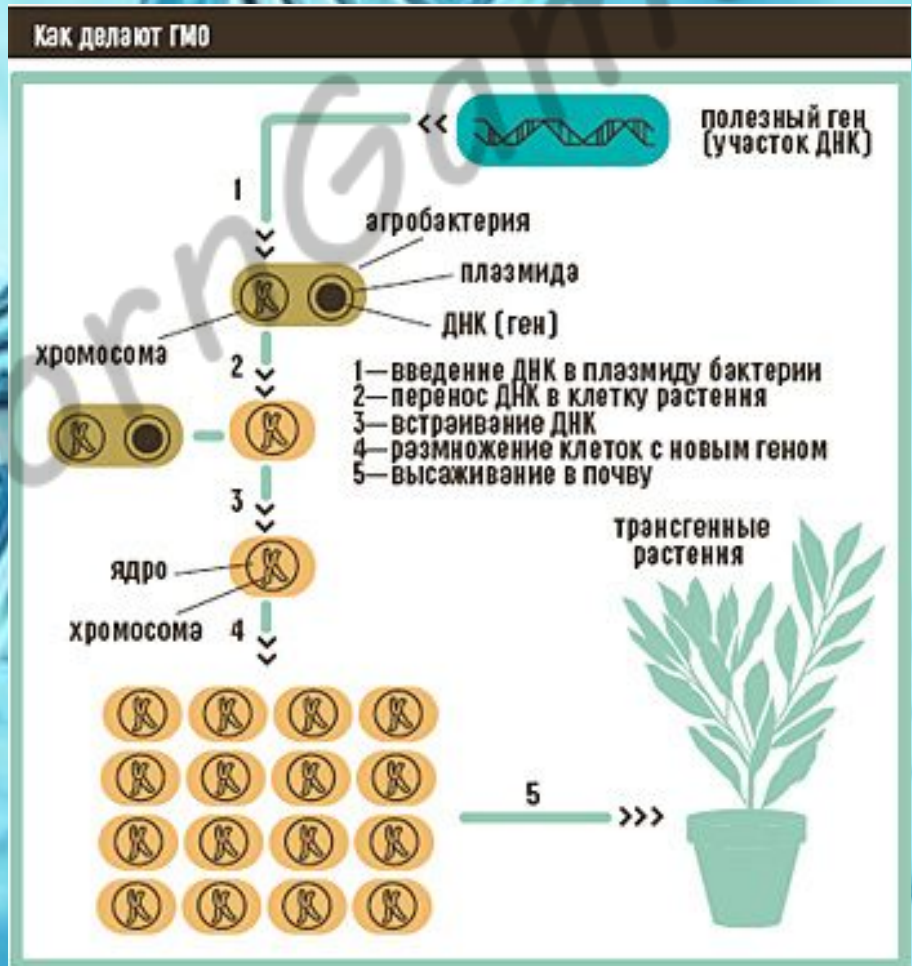 Как делают ГМО
полезный ген
(участок ДНК)
1
агробактерия
плазмида
ДНК (ген)
хромосома
2
1—введение ДНК в плазмиду бактерии
2—перенос ДНК в клетку растения
3—встраивание ДНК
4—размножение клеток с новым геном
5—высаживание в почву
3
трансгенные
растения
ядро
хромосома
4
5